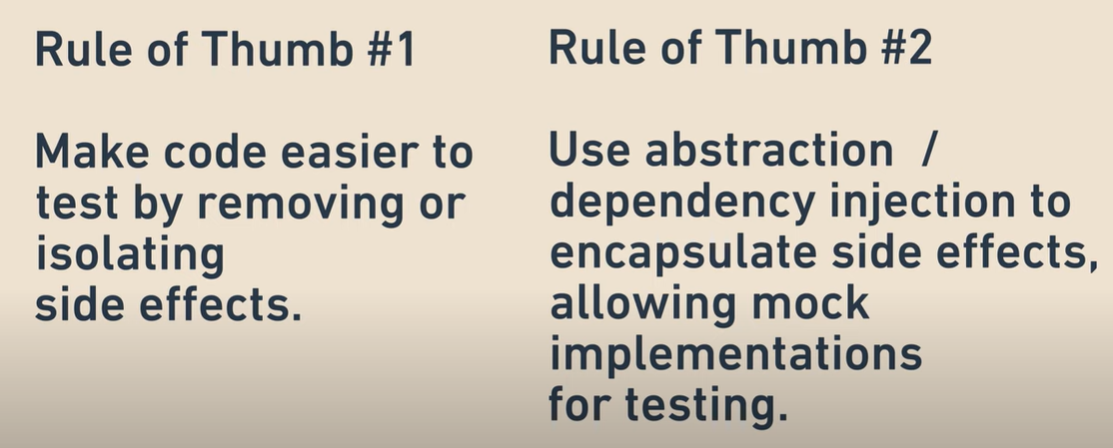 Rule of Thumb #1
Make code easier to
test by removing or
isolating
side effects.
Rule of Thumb #2
Use abstraction /
dependency injection to
encapsulate side effects,
allowing mock
implementations
for testing.